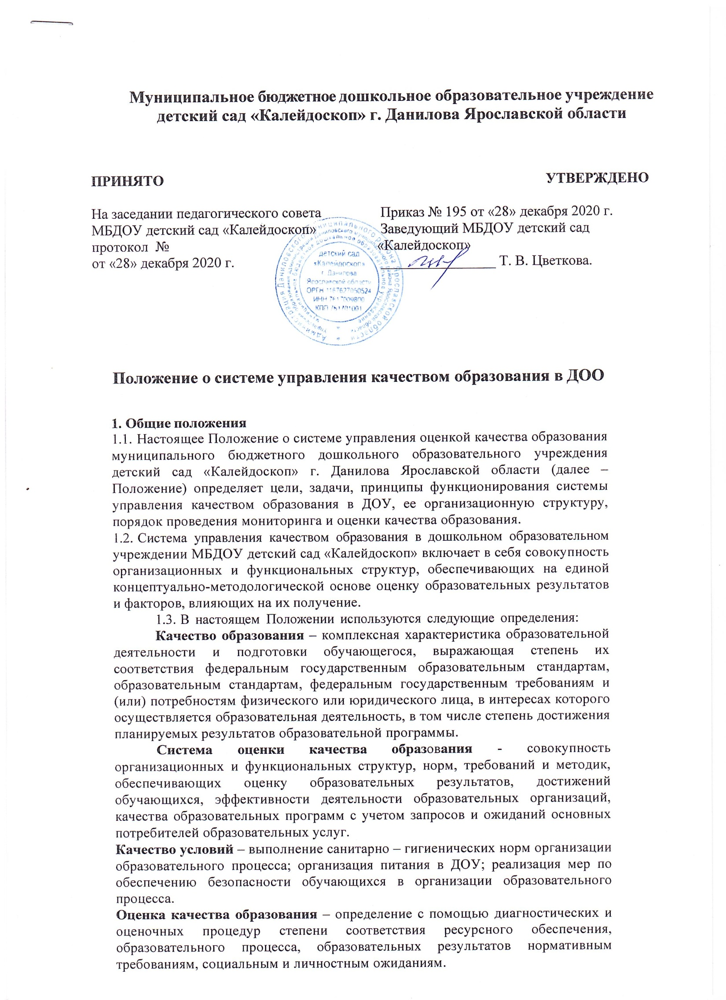 Муниципальное бюджетное дошкольное образовательное учреждение
детский сад «Калейдоскоп» г. Данилова Ярославской области
ПРИНЯТО
На заседании педагогического совета
МБДОУ детский сад «Калейдоскоп»
протокол №
от «28» декабря 2020 г.
УТВЕРЖДЕНО
Приказ № 195 от «28» декабря 2020 г.
Заведующий МБДОУ детский сад
«Калейдоскоп»
Т. В. Цветкова.
Администрация Даниловского муниципального района Ярославской области
детский сад
«Калейдоскоп»
г. Данилова
Ярославской области
ОРГН 1167627050524
ИНН 7617009800
КПП 761701001
Положение о системе управления качеством образования в ДОО
1. Общие положения
1.1. Настоящее Положение о системе управления оценкой качества образования
муниципального бюджетного дошкольного образовательного учреждения
детский сад «Калейдоскоп» г. Данилова Ярославской области (далее –
Положение) определяет цели, задачи, принципы функционирования системы
управления качеством образования в ДОУ, ее организационную структуру,
порядок проведения мониторинга и оценки качества образования.
1.2. Система управления качеством образования в дошкольном образовательном
учреждении МБДОУ детский сад «Калейдоскоп» включает в себя совокупность
организационных и функциональных структур, обеспечивающих на единой
концептуально-методологической основе оценку образовательных результатов
и факторов, влияющих на их получение.
1.3. В настоящем Положении используются следующие определения:
Качество образования – комплексная характеристика образовательной
деятельности и подготовки обучающегося, выражающая степень их
соответствия федеральным государственным образовательным стандартам,
образовательным стандартам, федеральным государственным требованиям и
(или) потребностям физического или юридического лица, в интересах которого
осуществляется образовательная деятельность, в том числе степень достижения
планируемых результатов образовательной программы.
Система оценки качества образования - совокупность
организационных и функциональных структур, норм, требований и методик,
обеспечивающих оценку образовательных результатов, достижений
обучающихся, эффективности деятельности образовательных организаций,
качества образовательных программ с учетом запросов и ожиданий основных
потребителей образовательных услуг.
Качество условий – выполнение санитарно – гигиенических норм организации
образовательного процесса; организация питания в ДОУ; реализация мер по
обеспечению безопасности обучающихся в организации образовательного
процесса.
Оценка качества образования – определение с помощью диагностических и
оценочных процедур степени соответствия ресурсного обеспечения,
образовательного процесса, образовательных результатов нормативным
требованиям, социальным и личностным ожиданиям.